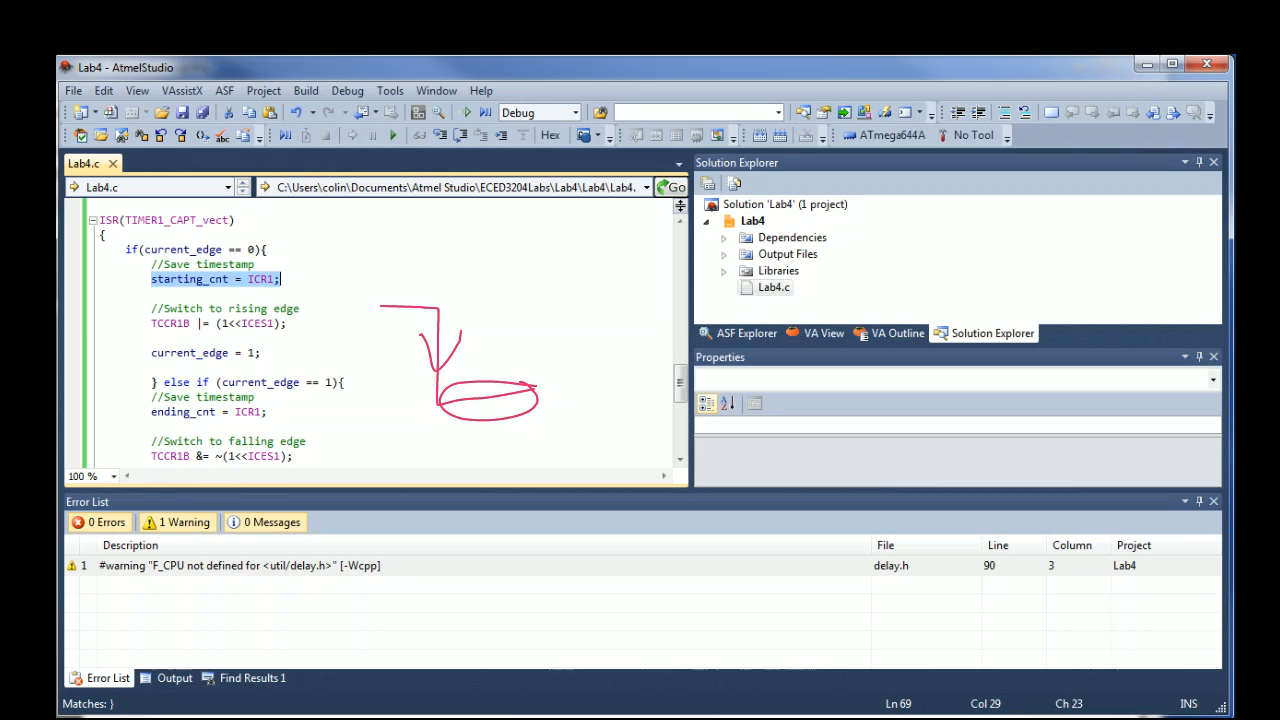 Lab4 - AtmelStudio
File Edit View VAssistX ASF Project Build Debug Tools Window Help
Debug
Hex ATmega644A No Tool
Lab4.c
Lab4.c C:\Users\colin\Documents\Atmel Studio\ECED3204Labs\Lab4\Lab4\Lab4. Go
ISR(TIMER1_CAPT_vect)
{
if(current_edge == 0){
//Save timestamp
starting_cnt = ICR1;
//Switch to rising edge
TCCR1B |= (1<<ICES1);
current_edge = 1;
} else if (current_edge == 1){
//Save timestamp
ending_cnt = ICR1;
//Switch to falling edge
TCCR1B &= ~(1<<ICES1);
100 %
Solution Explorer
Solution 'Lab4' (1 project)
Lab4
Dependencies
Output Files
Libraries
Lab4.c
ASF Explorer VA View VA Outline Solution Explorer
Properties
Error List
0 Errors 1 Warning 0 Messages
Description File Line Column Project
1 #warning "F_CPU not defined for <util/delay.h>" [-Wcpp] delay.h 90 3 Lab4
Error List Output Find Results 1
Matches: } Ln 69 Col 29 Ch 23 INS